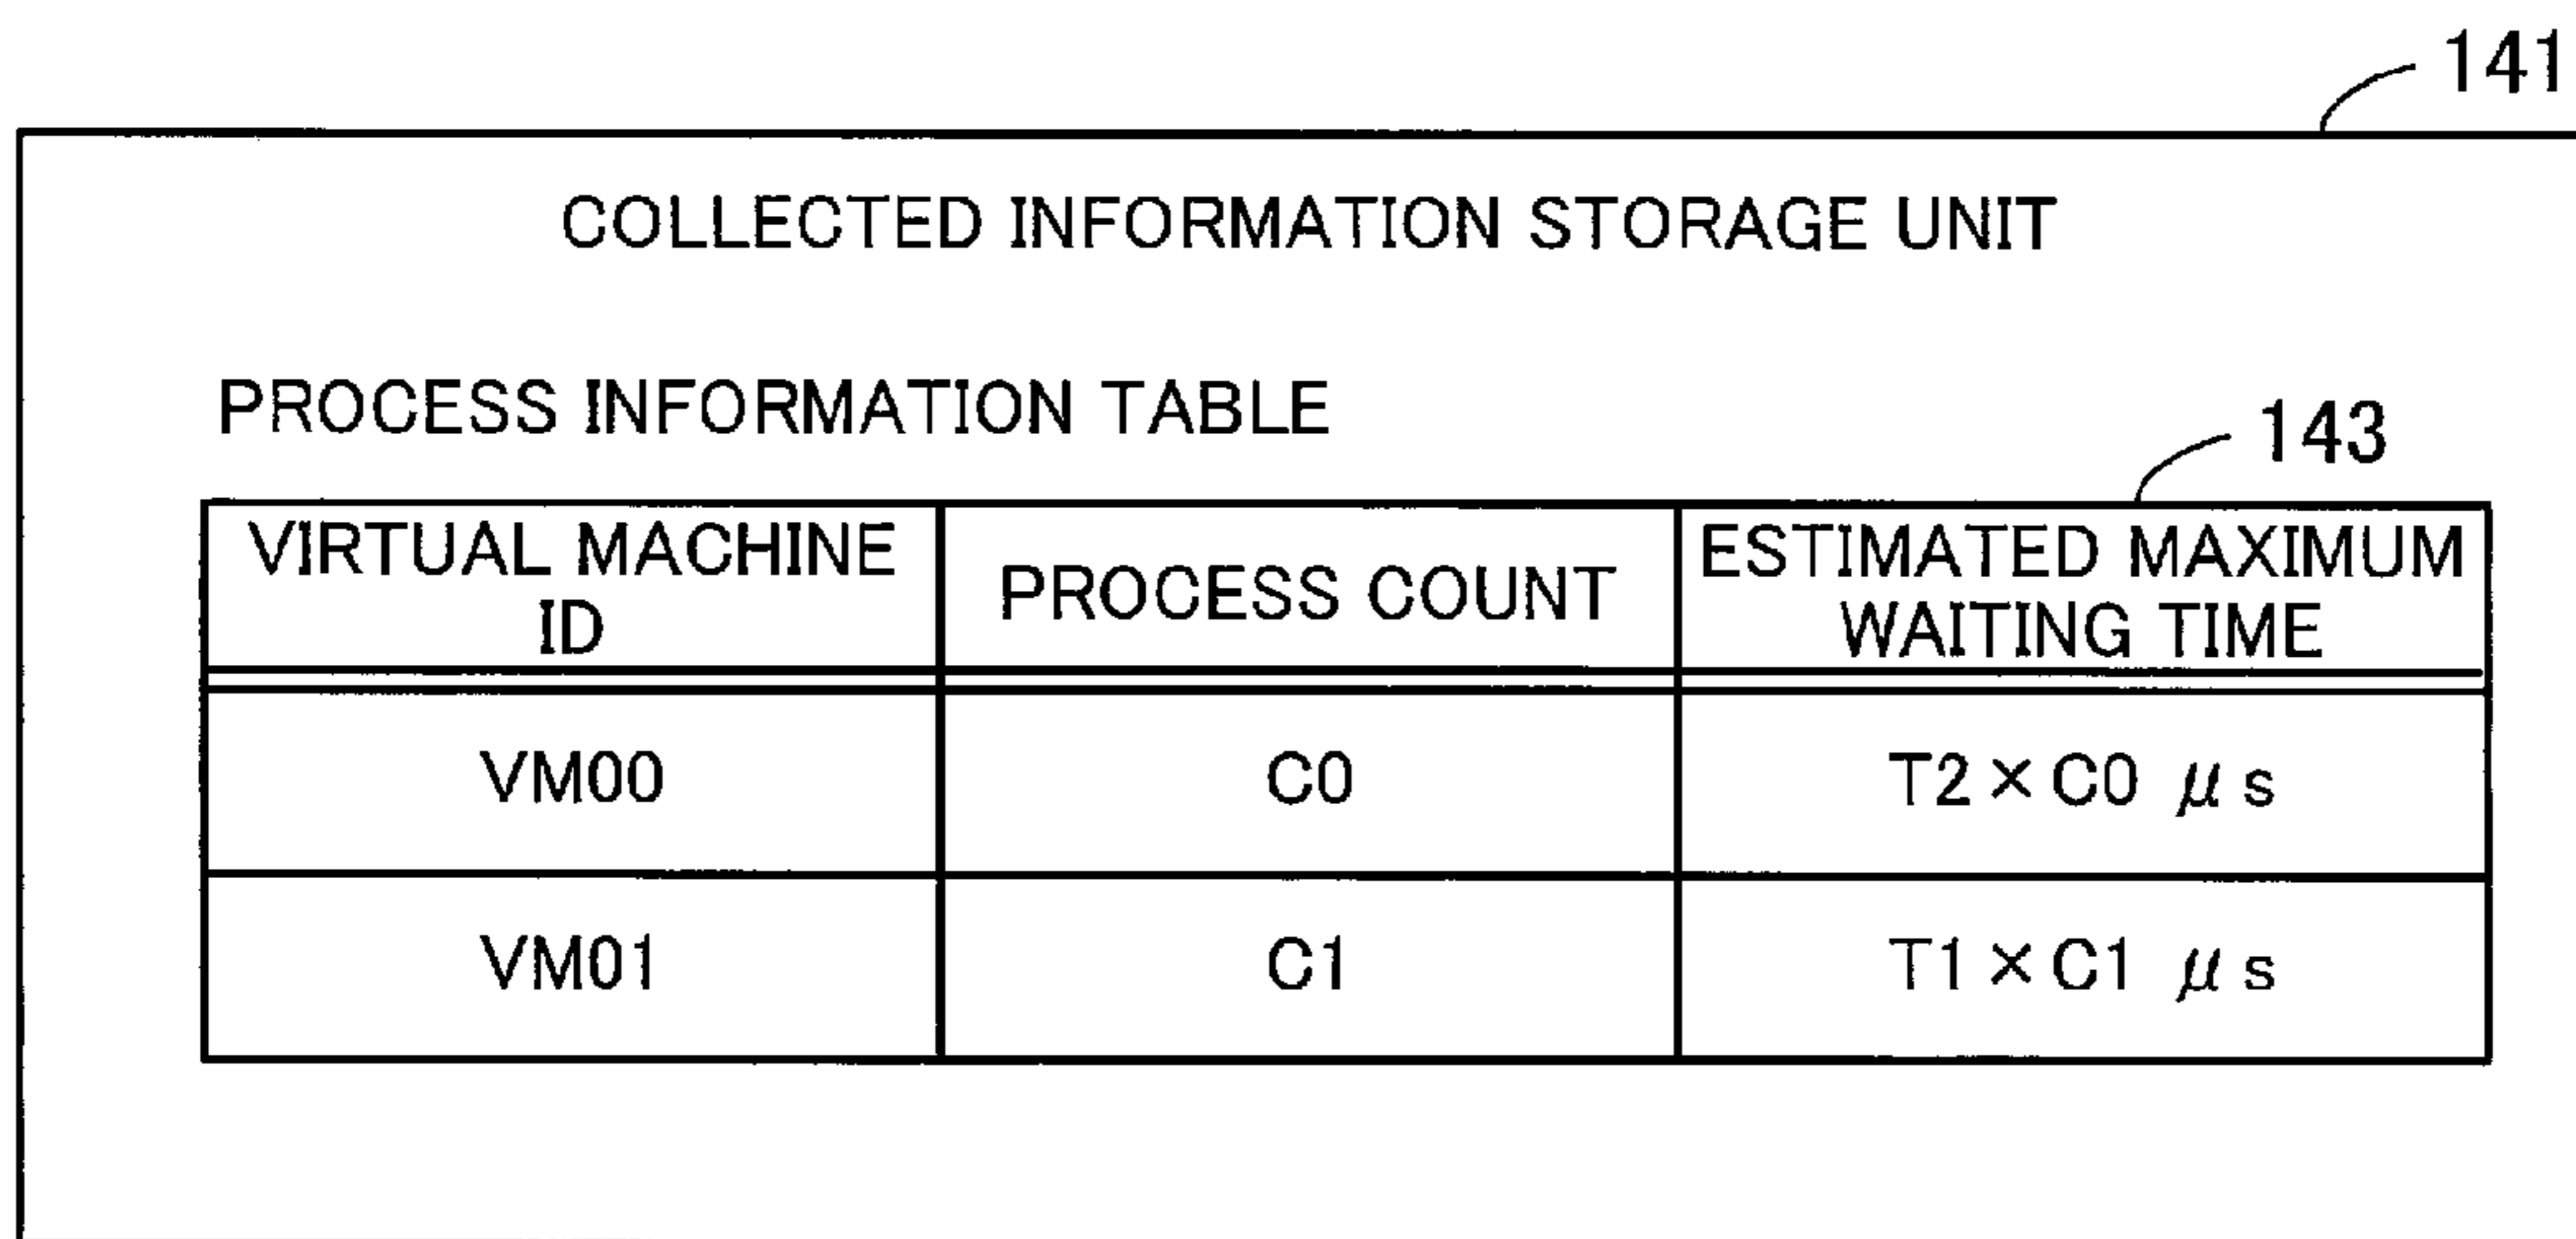 141
COLLECTED INFORMATION STORAGE UNIT
PROCESS INFORMATION TABLE
143
VIRTUAL MACHINE
ID
PROCESS COUNT
ESTIMATED MAXIMUM
WAITING TIME
VM00
C0
T2×C0 μs
VM01
C1
T1×C1 μs